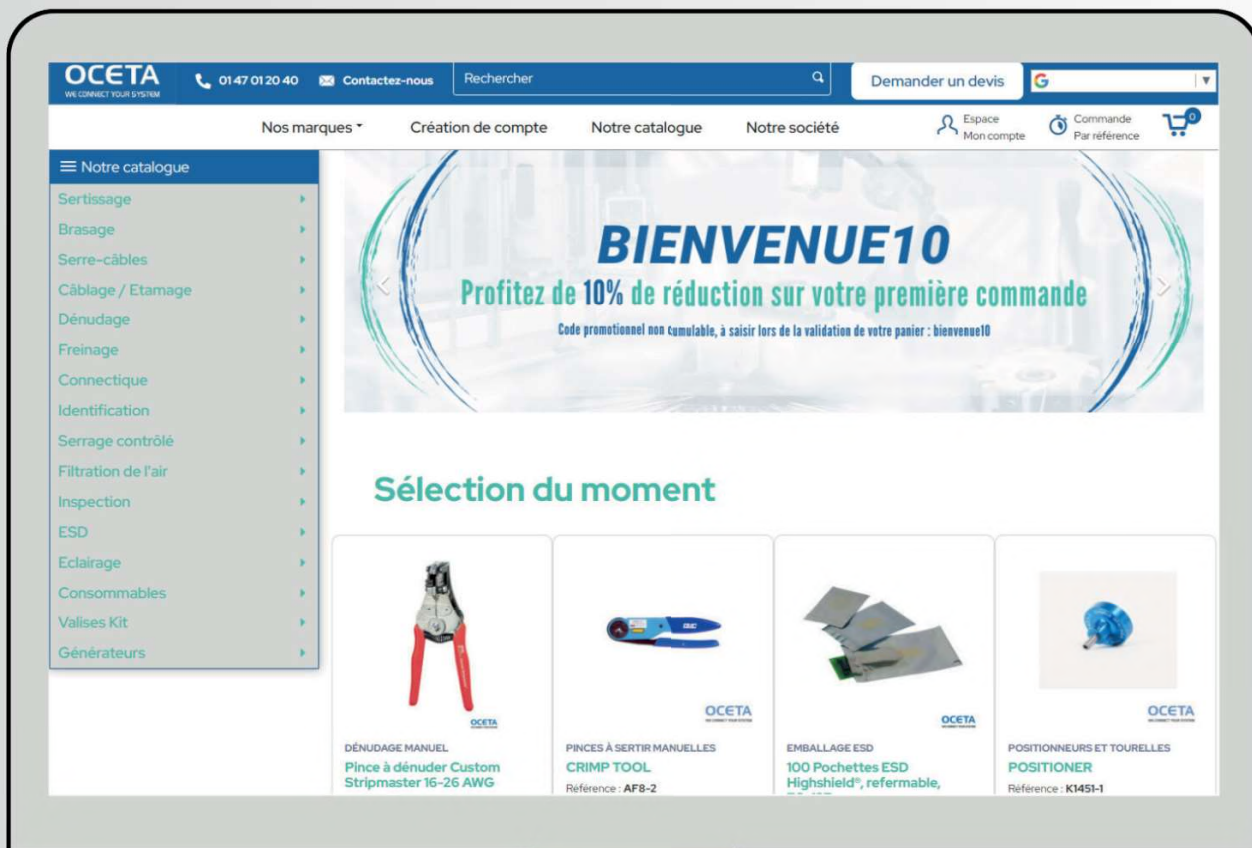 OCETA
WE CONNECT YOUR SYSTEM
01 47 01 20 40
Contactez-nous
Rechercher
Demander un devis
G
Nos marques
Création de compte
Notre catalogue
Notre société
Espace
Mon compte
Commande
Par référence
0
Notre catalogue
Sertissage
Brasage
Serre-câbles
Câblage / Etamage
Dénudage
Freinage
Connectique
Identification
Serrage contrôlé
Filtration de l'air
Inspection
ESD
Eclairage
Consommables
Valises Kit
Générateurs
BIENVENUE10
Profitez de 10% de réduction sur votre première commande
Code promotionnel non cumulable, à saisir lors de la validation de votre panier : bienvenue10
Sélection du moment
OCETA
DÉNUDAGE MANUEL
Pince à dénuder Custom
Stripmaster 16-26 AWG
DMC
OCETA
PINCES À SERTIR MANUELLES
CRIMP TOOL
Référence : AF8-2
OCETA
EMBALLAGE ESD
100 Pochettes ESD
Highshield®, refermable,
OCETA
POSITIONNEURS ET TOURELLES
POSITIONER
Référence : K1451-1